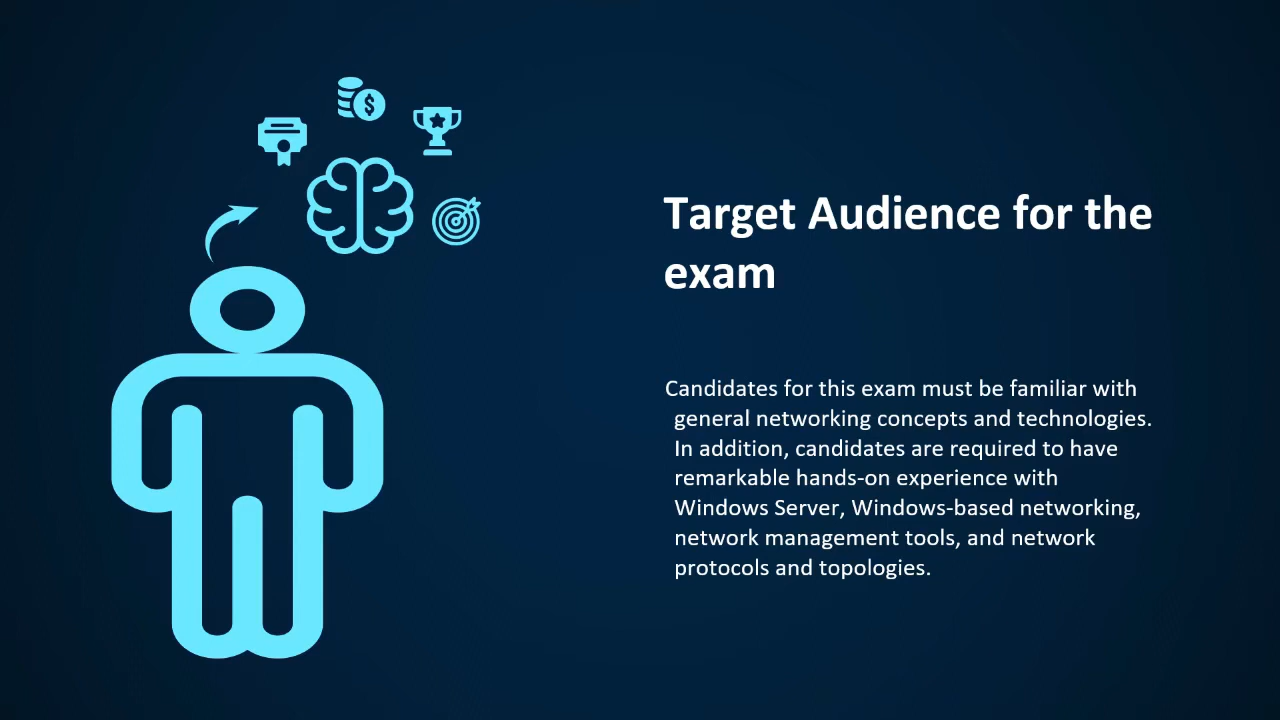 $
Target Audience for the
exam
Candidates for this exam must be familiar with
general networking concepts and technologies.
In addition, candidates are required to have
remarkable hands-on experience with
Windows Server, Windows-based networking,
network management tools, and network
protocols and topologies.